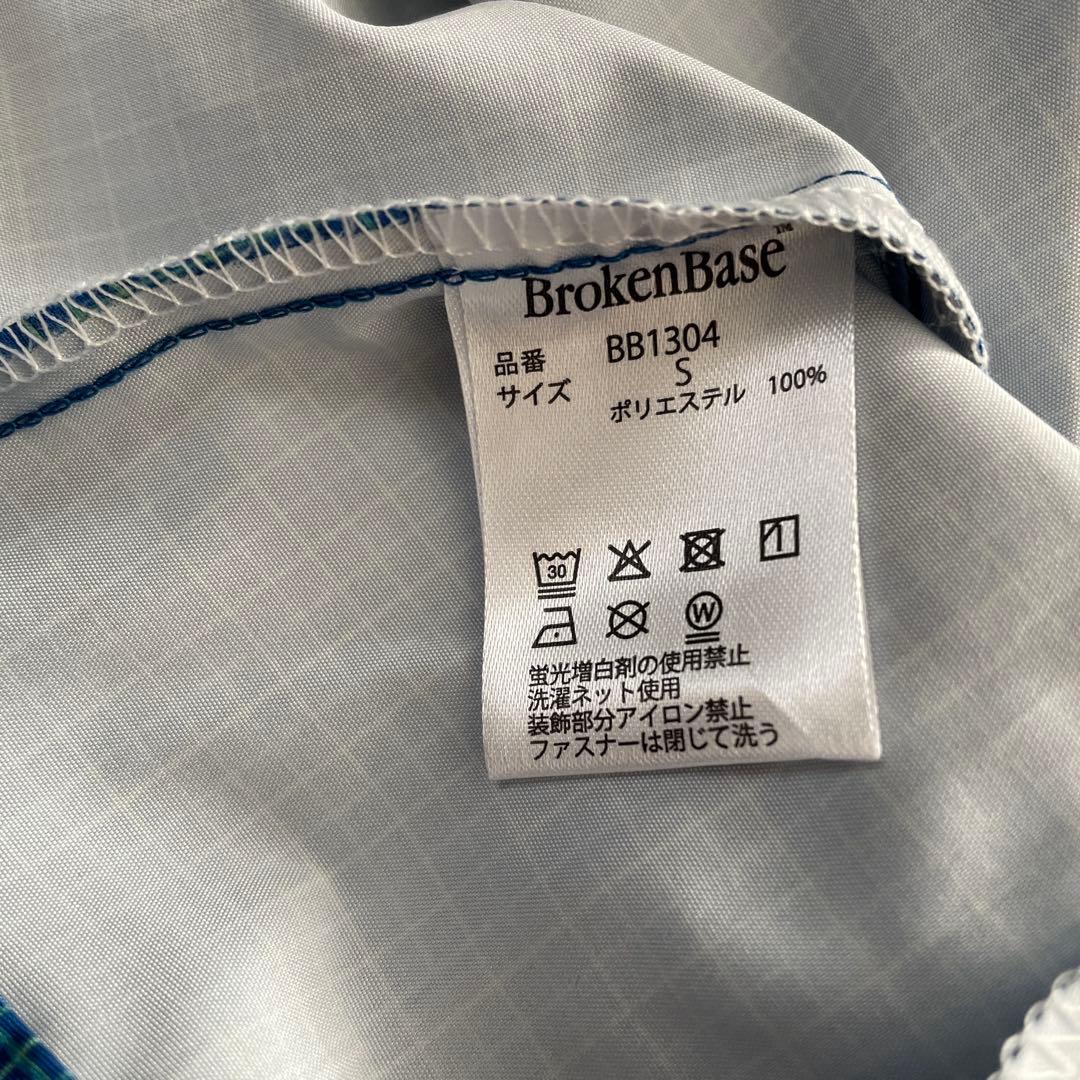 BrokenBase™
品番 BB1304
サイズ S
ポリエステル 100%
30
W
蛍光増白剤の使用禁止
洗濯ネット使用
装飾部分アイロン禁止
ファスナーは閉じて洗う